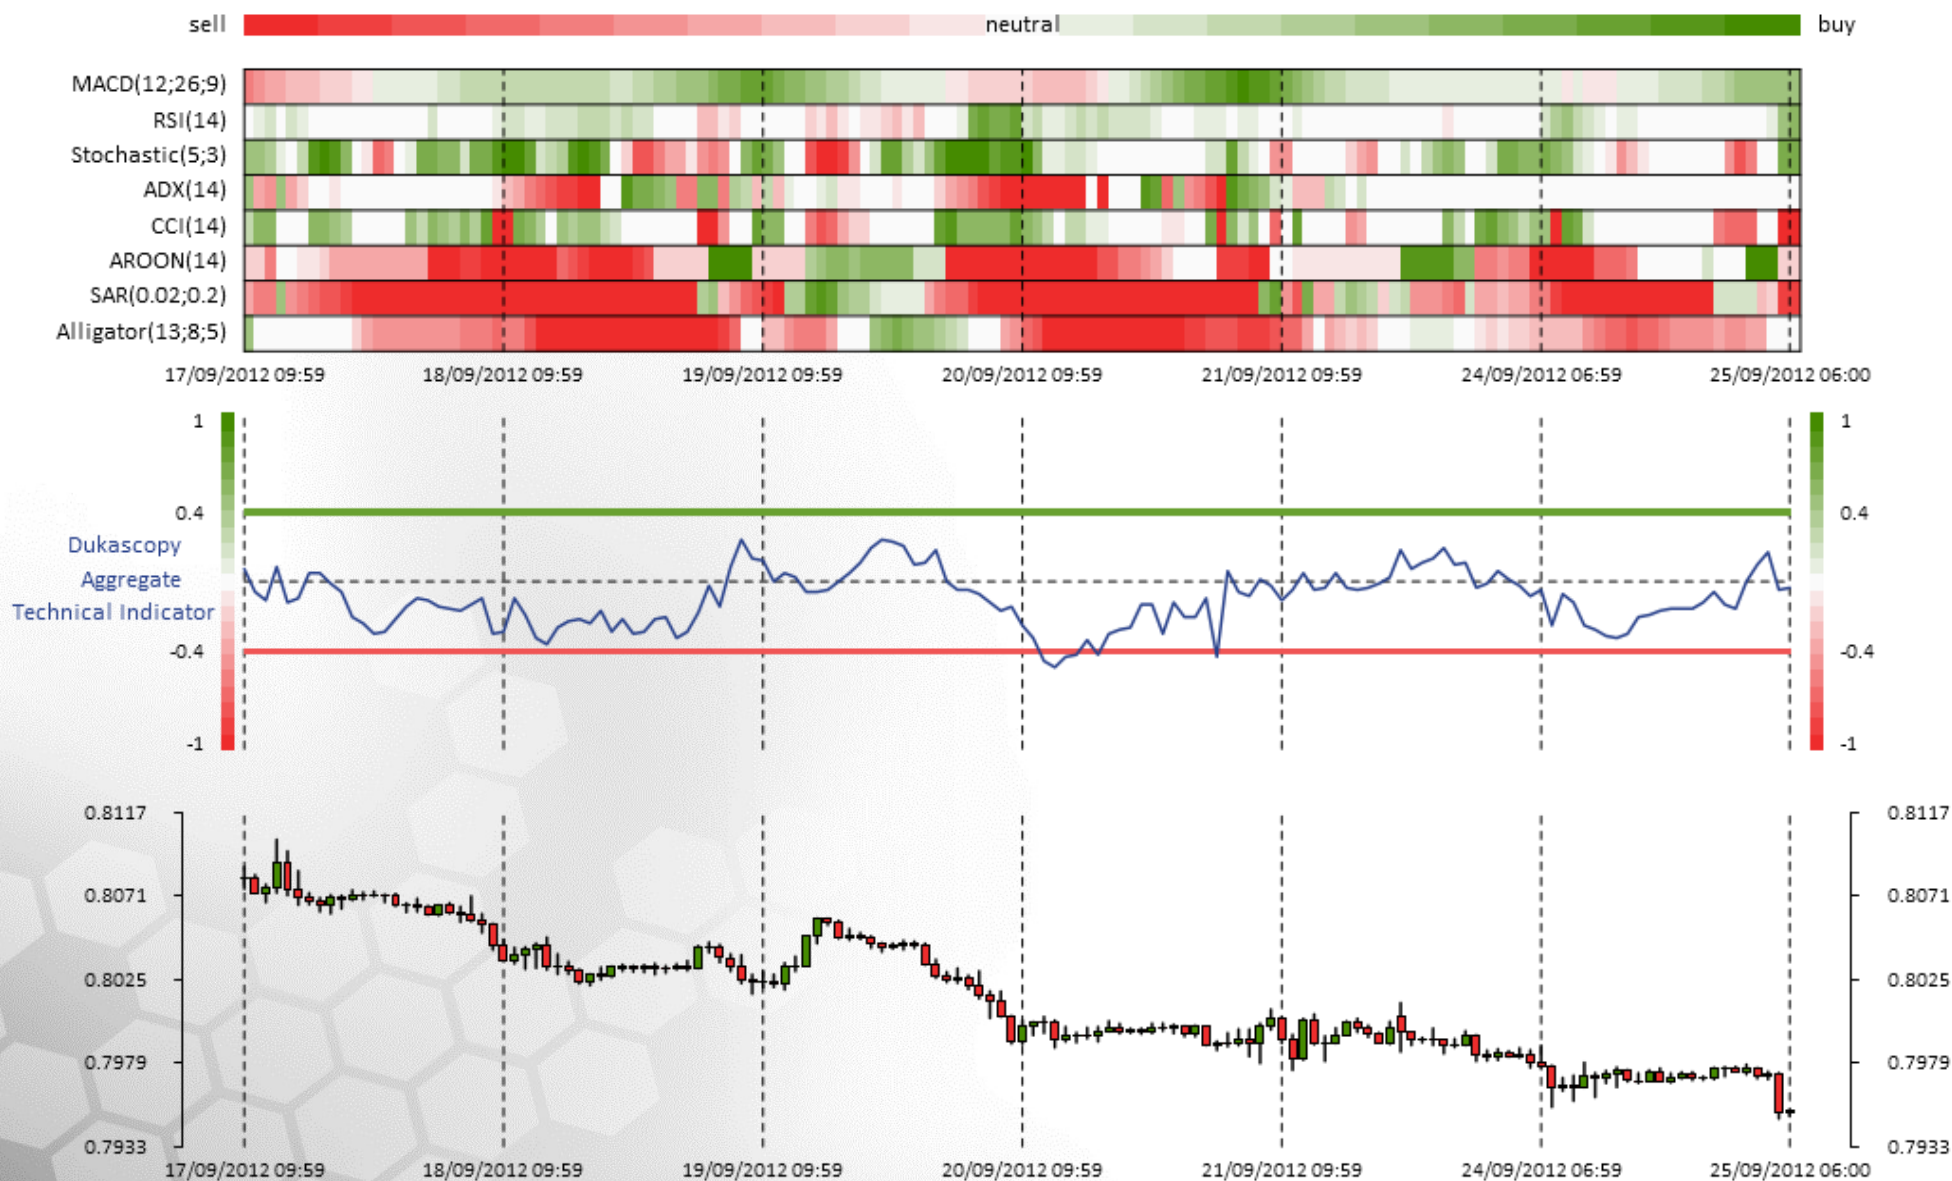 sell neutral buy
MACD(12;26;9)
RSI(14)
Stochastic(5;3)
ADX(14)
CCI(14)
AROON(14)
SAR(0.02;0.2)
Alligator(13;8;5)
17/09/2012 09:59 18/09/2012 09:59 19/09/2012 09:59 20/09/2012 09:59 21/09/2012 09:59 24/09/2012 06:59 25/09/2012 06:00
1 1
0.4 0.4
Dukascopy
Aggregate
Technical Indicator
-0.4 -0.4
-1 -1
0.8117 0.8117
0.8071 0.8071
0.8025 0.8025
0.7979 0.7979
0.7933 0.7933
17/09/2012 09:59 18/09/2012 09:59 19/09/2012 09:59 20/09/2012 09:59 21/09/2012 09:59 24/09/2012 06:59 25/09/2012 06:00